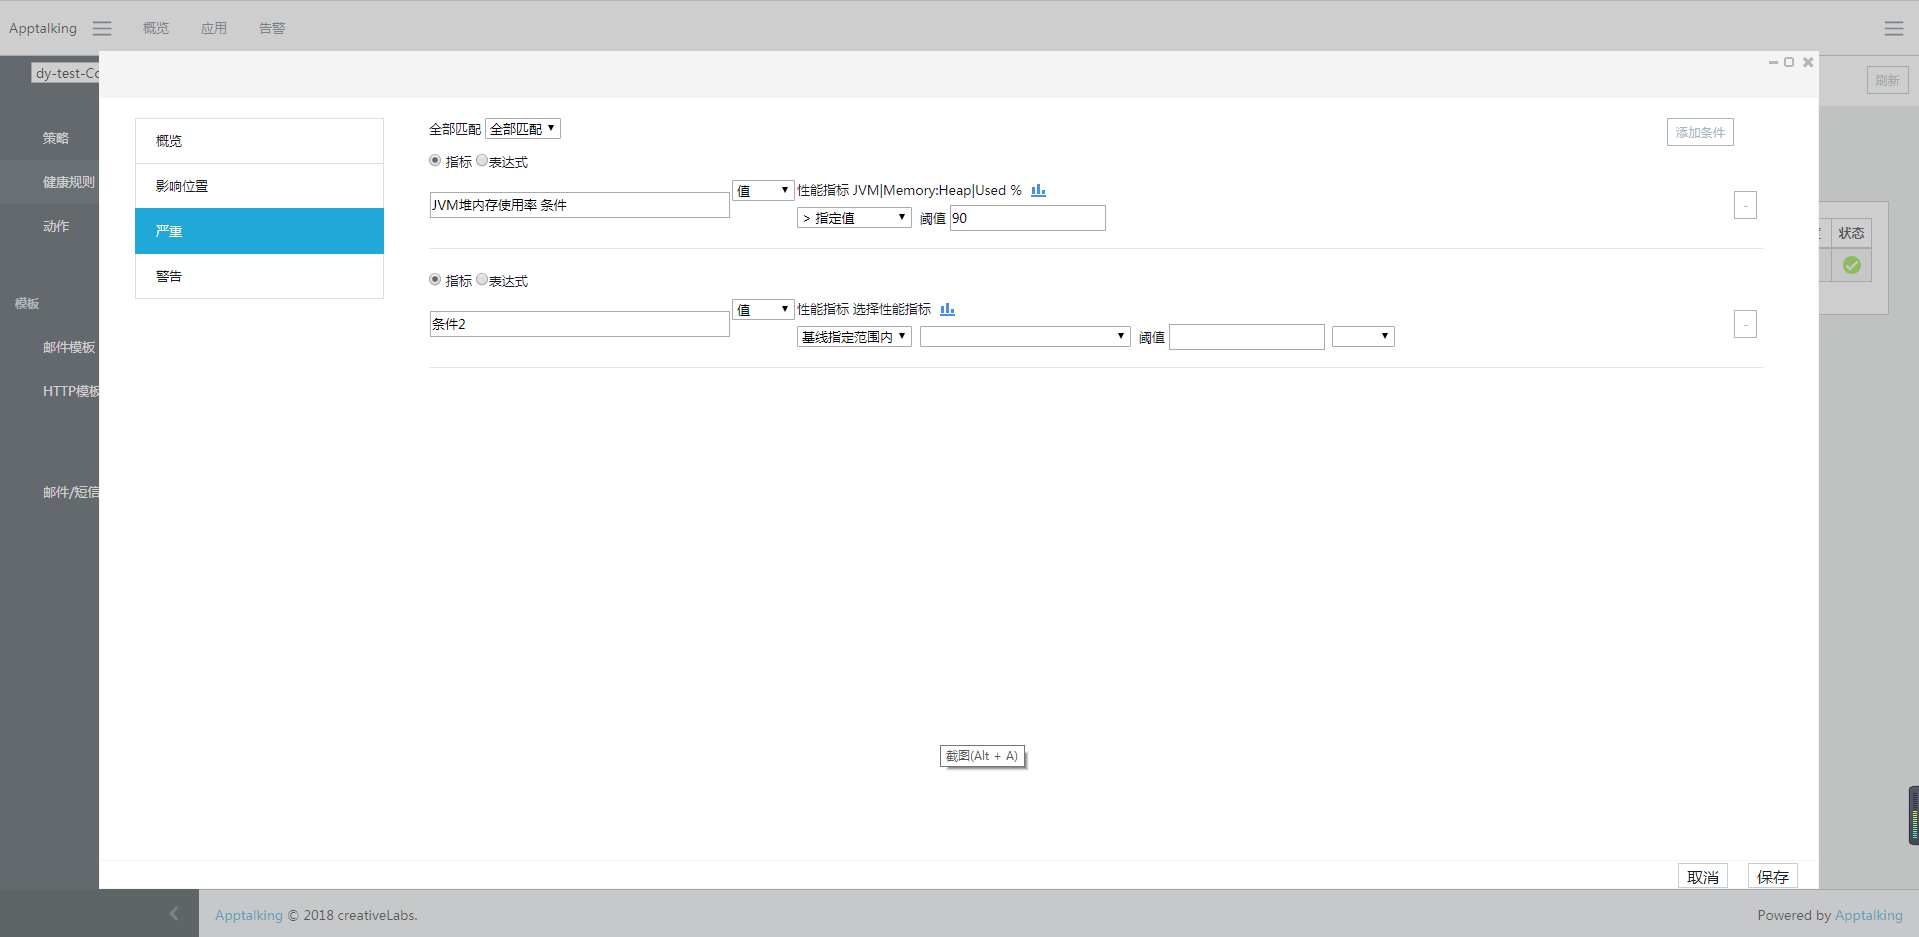 Apptalking 概览 应用 告警
dy-test-Co
刷新
策略
健康规则
动作
模板
邮件模板
HTTP模板
邮件/短信
概览
影响位置
严重
警告
全部匹配 全部匹配
添加条件
指标 表达式
JVM堆内存使用率 条件
值 性能指标 JVM|Memory:Heap|Used %
> 指定值 阈值 90
-
指标 表达式
条件2
值 性能指标 选择性能指标
基线指定范围内 阈值
-
状态
截图(Alt + A)
取消 保存
Apptalking © 2018 creativeLabs.
Powered by Apptalking